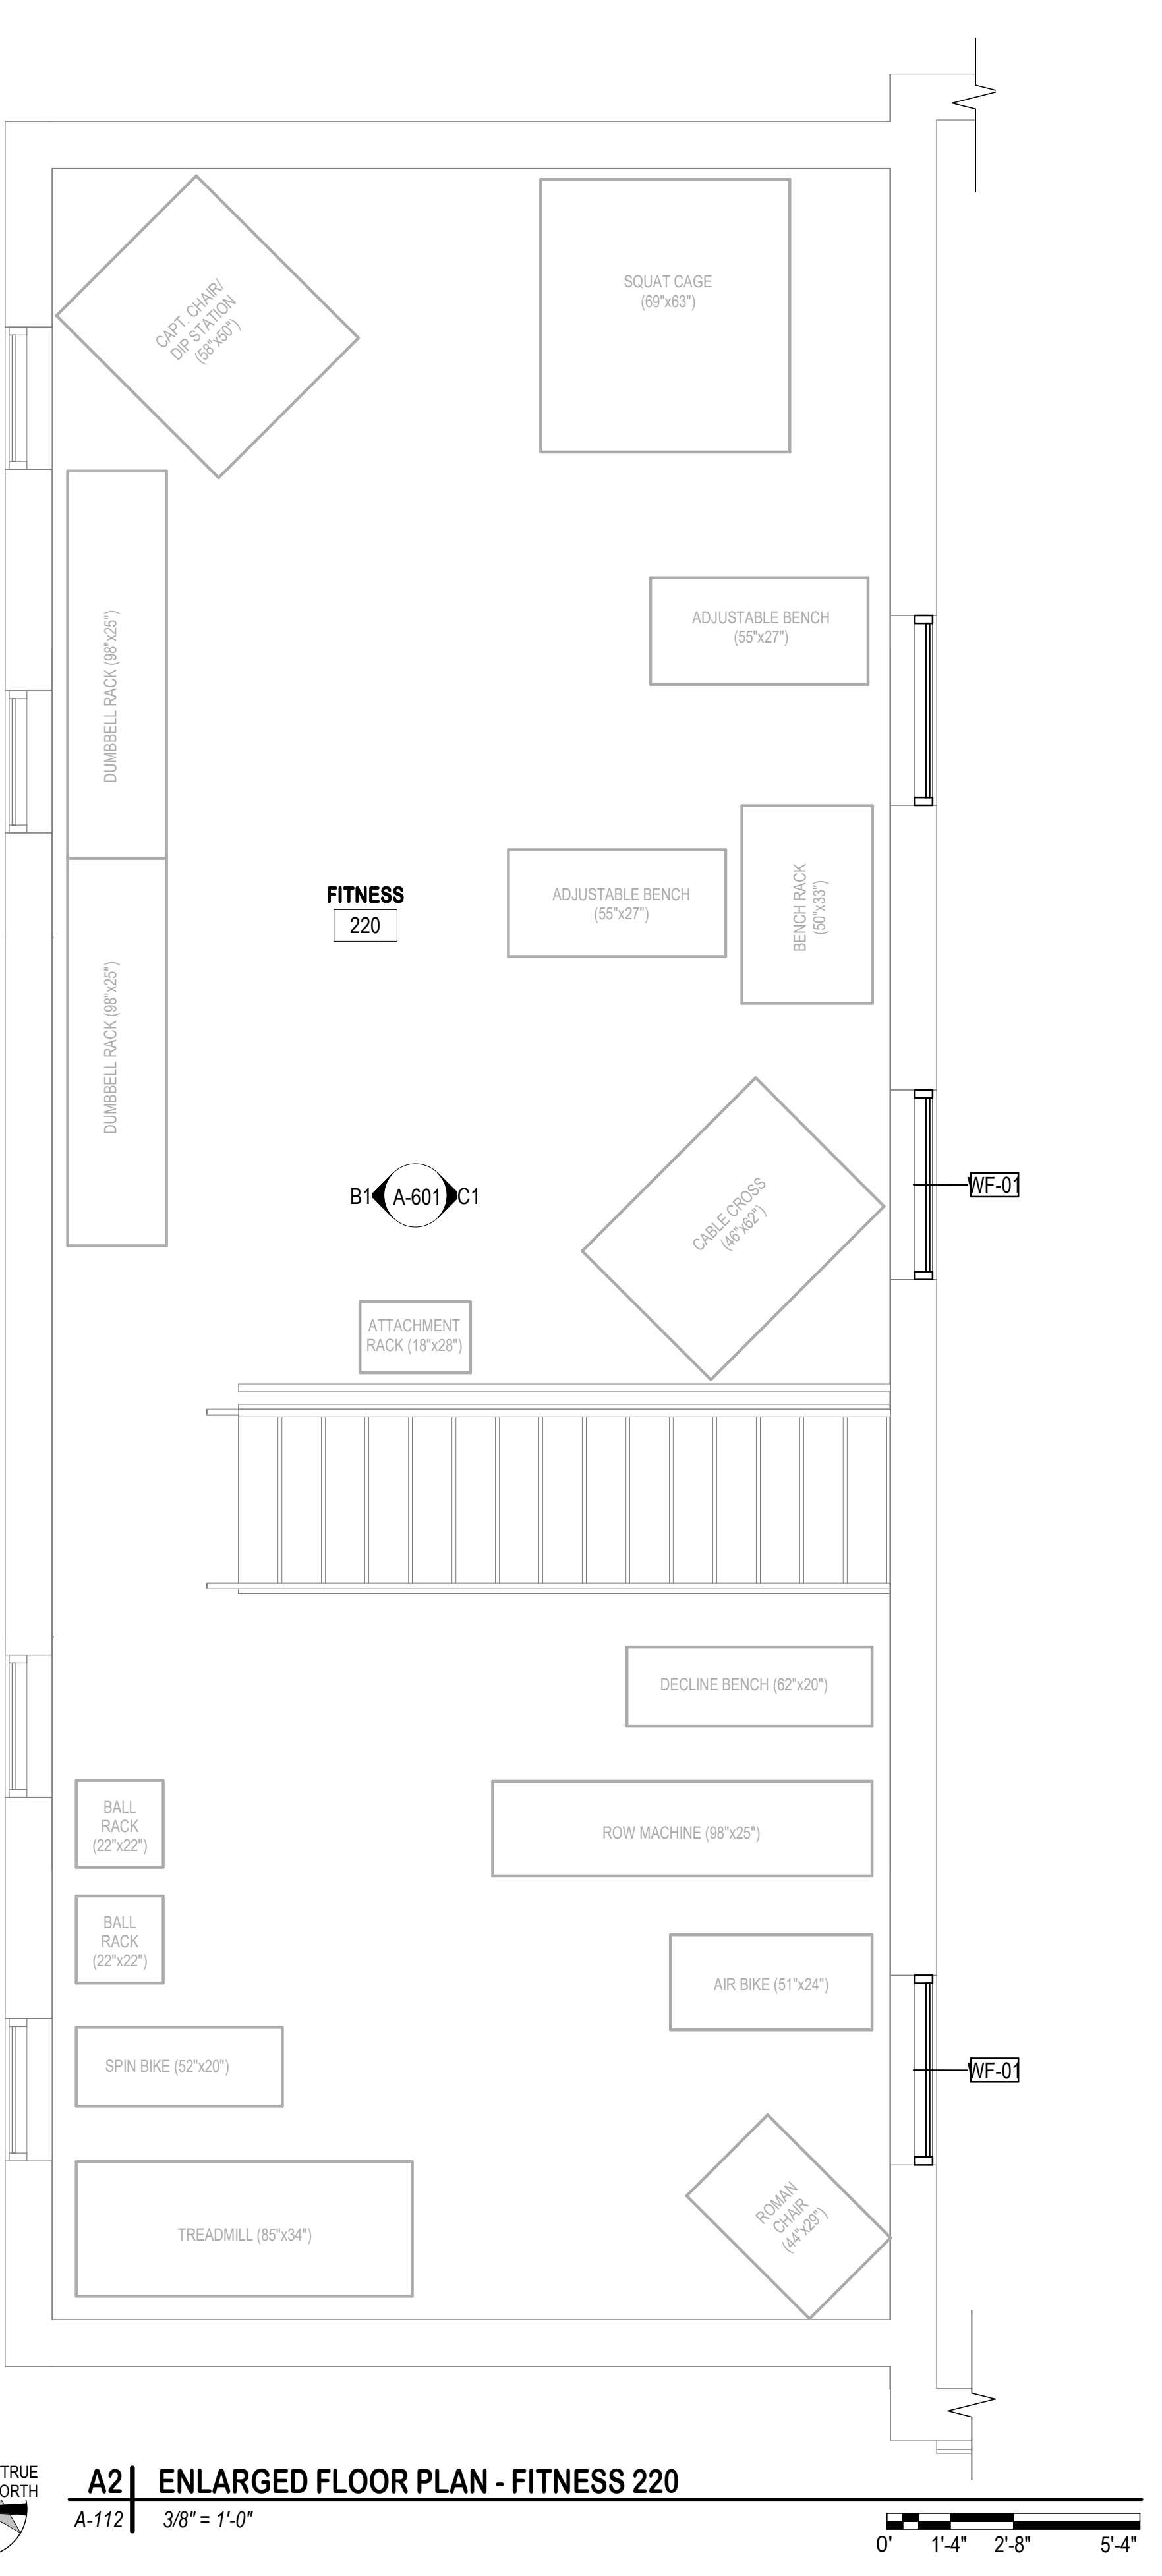 CAPT. CHAIR/
DIP STATION
(58"x50")
SQUAT CAGE
(69"x63")
DUMBBELL RACK (98"x25")
ADJUSTABLE BENCH
(55"x27")
FITNESS
220
ADJUSTABLE BENCH
(55"x27")
BENCH RACK
(50"x33")
DUMBBELL RACK (98"x25")
B1 A-601 C1
CABLE CROSS
(46"x62")
WF-01
ATTACHMENT
RACK (18"x28")
DECLINE BENCH (62"x20")
BALL
RACK
(22"x22")
ROW MACHINE (98"x25")
BALL
RACK
(22"x22")
AIR BIKE (51"x24")
SPIN BIKE (52"x20")
WF-01
TREADMILL (85"x34")
ROMAN
CHAIR
(44"x29")
TRUE
ORTH
A2 ENLARGED FLOOR PLAN - FITNESS 220
A-112 3/8" = 1'-0"
0' 1'-4" 2'-8" 5'-4"